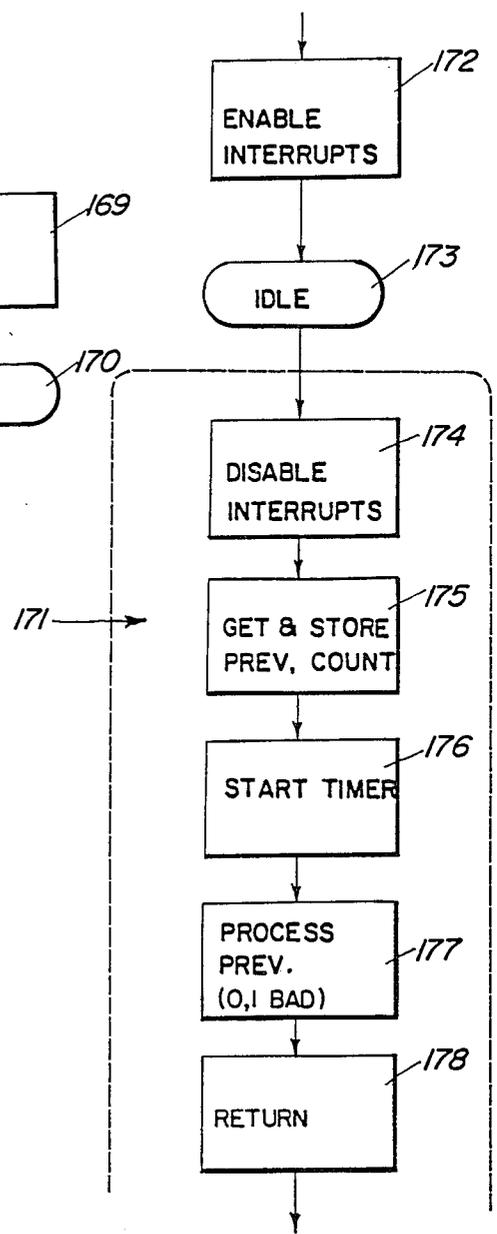 172
ENABLE
INTERRUPTS
169
173
IDLE
170
174
DISABLE
INTERRUPTS
175
171
GET & STORE
PREV, COUNT
176
START TIMER
PROCESS
177
PREV.
(0,1 BAD)
178
RETURN